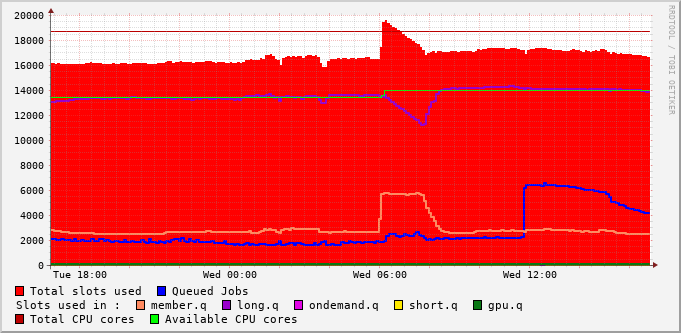 20000
18000
16000
14000
12000
10000
8000
6000
4000
2000
0
Tue 18:00 Wed 00:00 Wed 06:00 Wed 12:00
RRDTOOL / TOBI OETIKER
Total slots used Queued Jobs
Slots used in : member.q long.q ondemand.q short.q gpu.q
Total CPU cores Available CPU cores